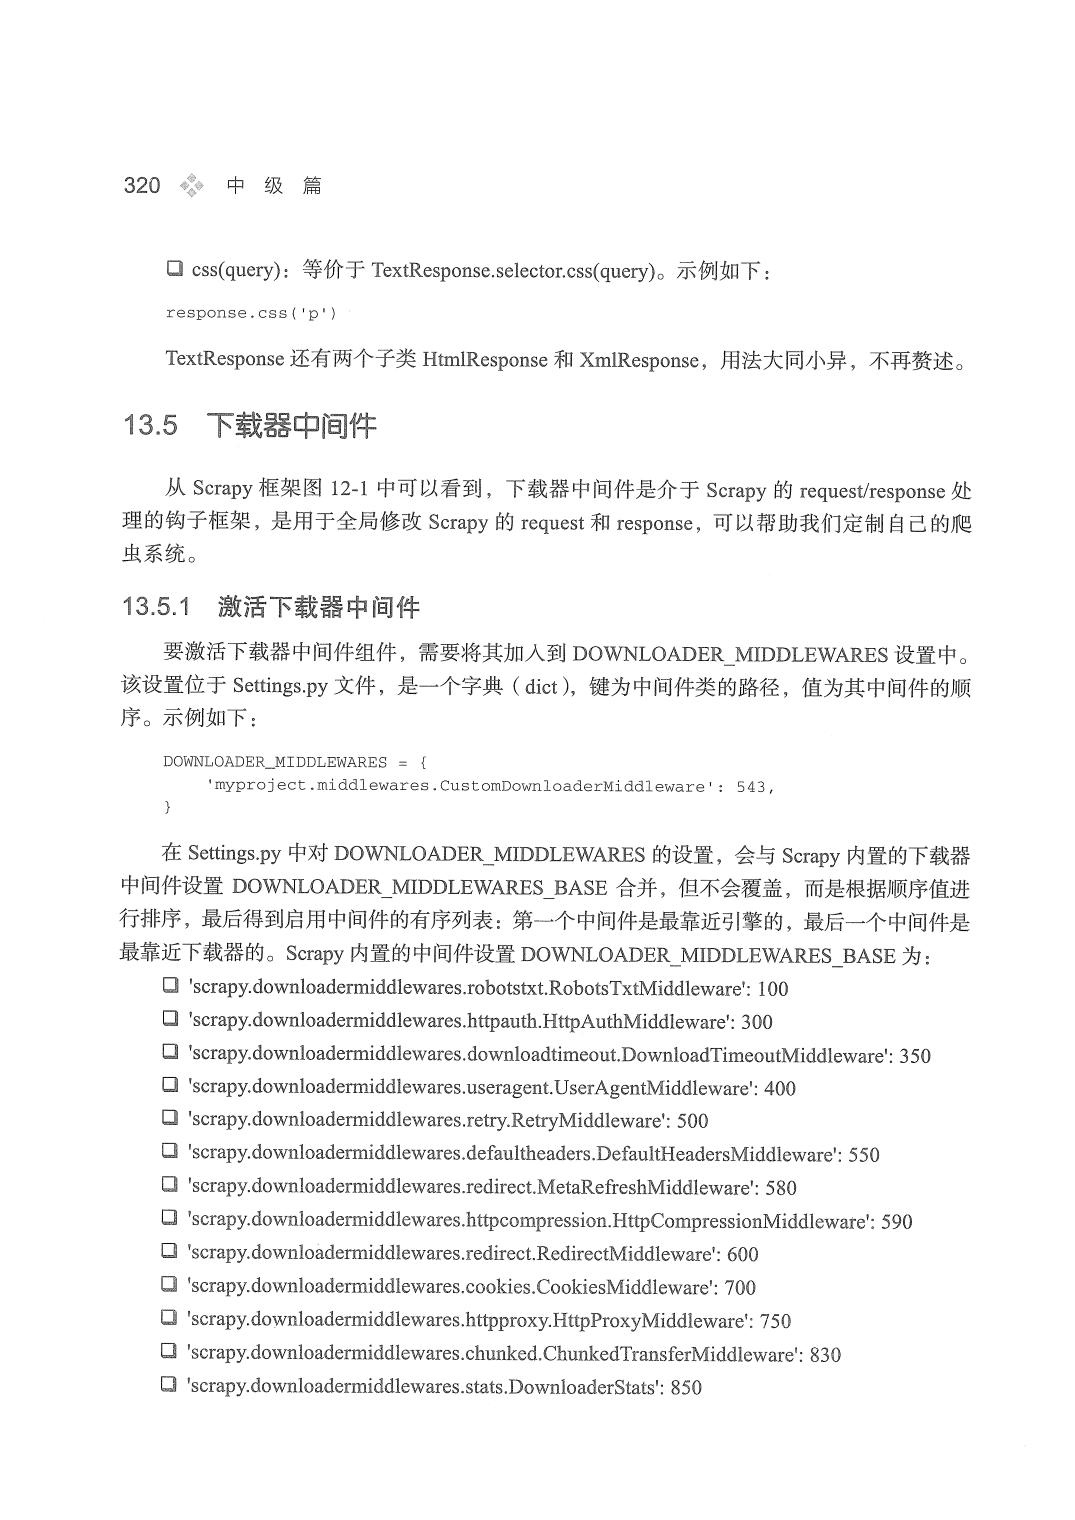 320 中 级 篇
❑ css(query)：等价于 TextResponse.selector.css(query)。示例如下：
response.css('p')
TextResponse 还有两个子类 HtmlResponse 和 XmlResponse，用法大同小异，不再赘述。
13.5 下载器中间件
从 Scrapy 框架图 12-1 中可以看到，下载器中间件是介于 Scrapy 的 request/response 处
理的钩子框架，是用于全局修改 Scrapy 的 request 和 response，可以帮助我们定制自己的爬
虫系统。
13.5.1 激活下载器中间件
要激活下载器中间件组件，需要将其加入到 DOWNLOADER_MIDDLEWARES 设置中。
该设置位于 Settings.py 文件，是一个字典（dict），键为中间件类的路径，值为其中间件的顺
序。示例如下：
DOWNLOADER_MIDDLEWARES = {
'myproject.middlewares.CustomDownloaderMiddleware': 543,
}
在 Settings.py 中对 DOWNLOADER_MIDDLEWARES 的设置，会与 Scrapy 内置的下载器
中间件设置 DOWNLOADER_MIDDLEWARES_BASE 合并，但不会覆盖，而是根据顺序值进
行排序，最后得到启用中间件的有序列表：第一个中间件是最靠近引擎的，最后一个中间件是
最靠近下载器的。Scrapy 内置的中间件设置 DOWNLOADER_MIDDLEWARES_BASE 为：
❑ 'scrapy.downloadermiddlewares.robotstxt.RobotsTxtMiddleware': 100
❑ 'scrapy.downloadermiddlewares.httpauth.HttpAuthMiddleware': 300
❑ 'scrapy.downloadermiddlewares.downloadtimeout.DownloadTimeoutMiddleware': 350
❑ 'scrapy.downloadermiddlewares.useragent.UserAgentMiddleware': 400
❑ 'scrapy.downloadermiddlewares.retry.RetryMiddleware': 500
❑ 'scrapy.downloadermiddlewares.defaultheaders.DefaultHeadersMiddleware': 550
❑ 'scrapy.downloadermiddlewares.redirect.MetaRefreshMiddleware': 580
❑ 'scrapy.downloadermiddlewares.httpcompression.HttpCompressionMiddleware': 590
❑ 'scrapy.downloadermiddlewares.redirect.RedirectMiddleware': 600
❑ 'scrapy.downloadermiddlewares.cookies.CookiesMiddleware': 700
❑ 'scrapy.downloadermiddlewares.httpproxy.HttpProxyMiddleware': 750
❑ 'scrapy.downloadermiddlewares.chunked.ChunkedTransferMiddleware': 830
❑ 'scrapy.downloadermiddlewares.stats.DownloaderStats': 850